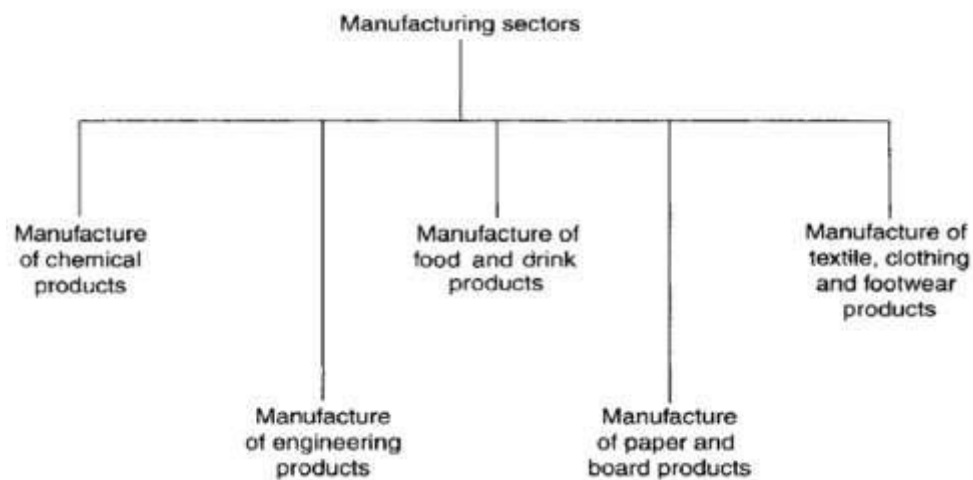 Manufacturing sectors
Manufacture
of chemical
products
Manufacture of
food and drink
products
Manufacture of
textile, clothing
and footwear
products
Manufacture
of engineering
products
Manufacture
of paper and
board products